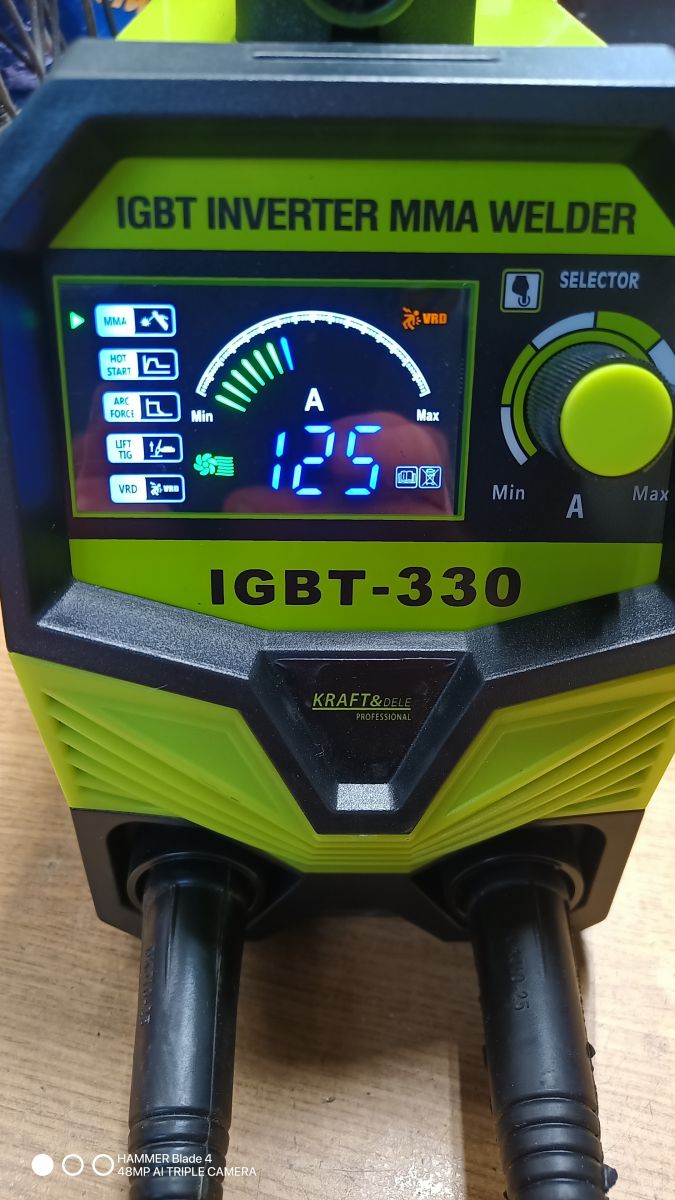 IGBT INVERTER MMA WELDER
SELECTOR
MMA
VRD
HOT
START
ARC
FORCE
Min
A
Max
LIFT
TIG
125
VRD
VRD
Min
A
Max
IGBT-330
KRAFT&DELE
PROFESSIONAL
HAMMER Blade 4
48MP AI TRIPLE CAMERA